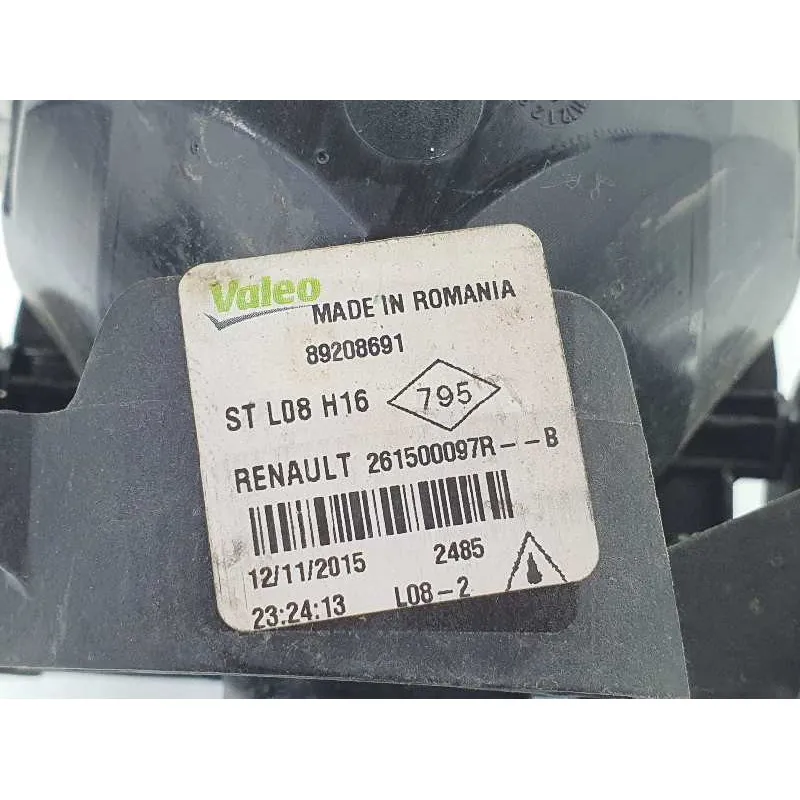 Valeo MADE IN ROMANIA
89208691
ST L08 H16 795
RENAULT 261500097R--B
12/11/2015 2485
23:24:13 L08-2